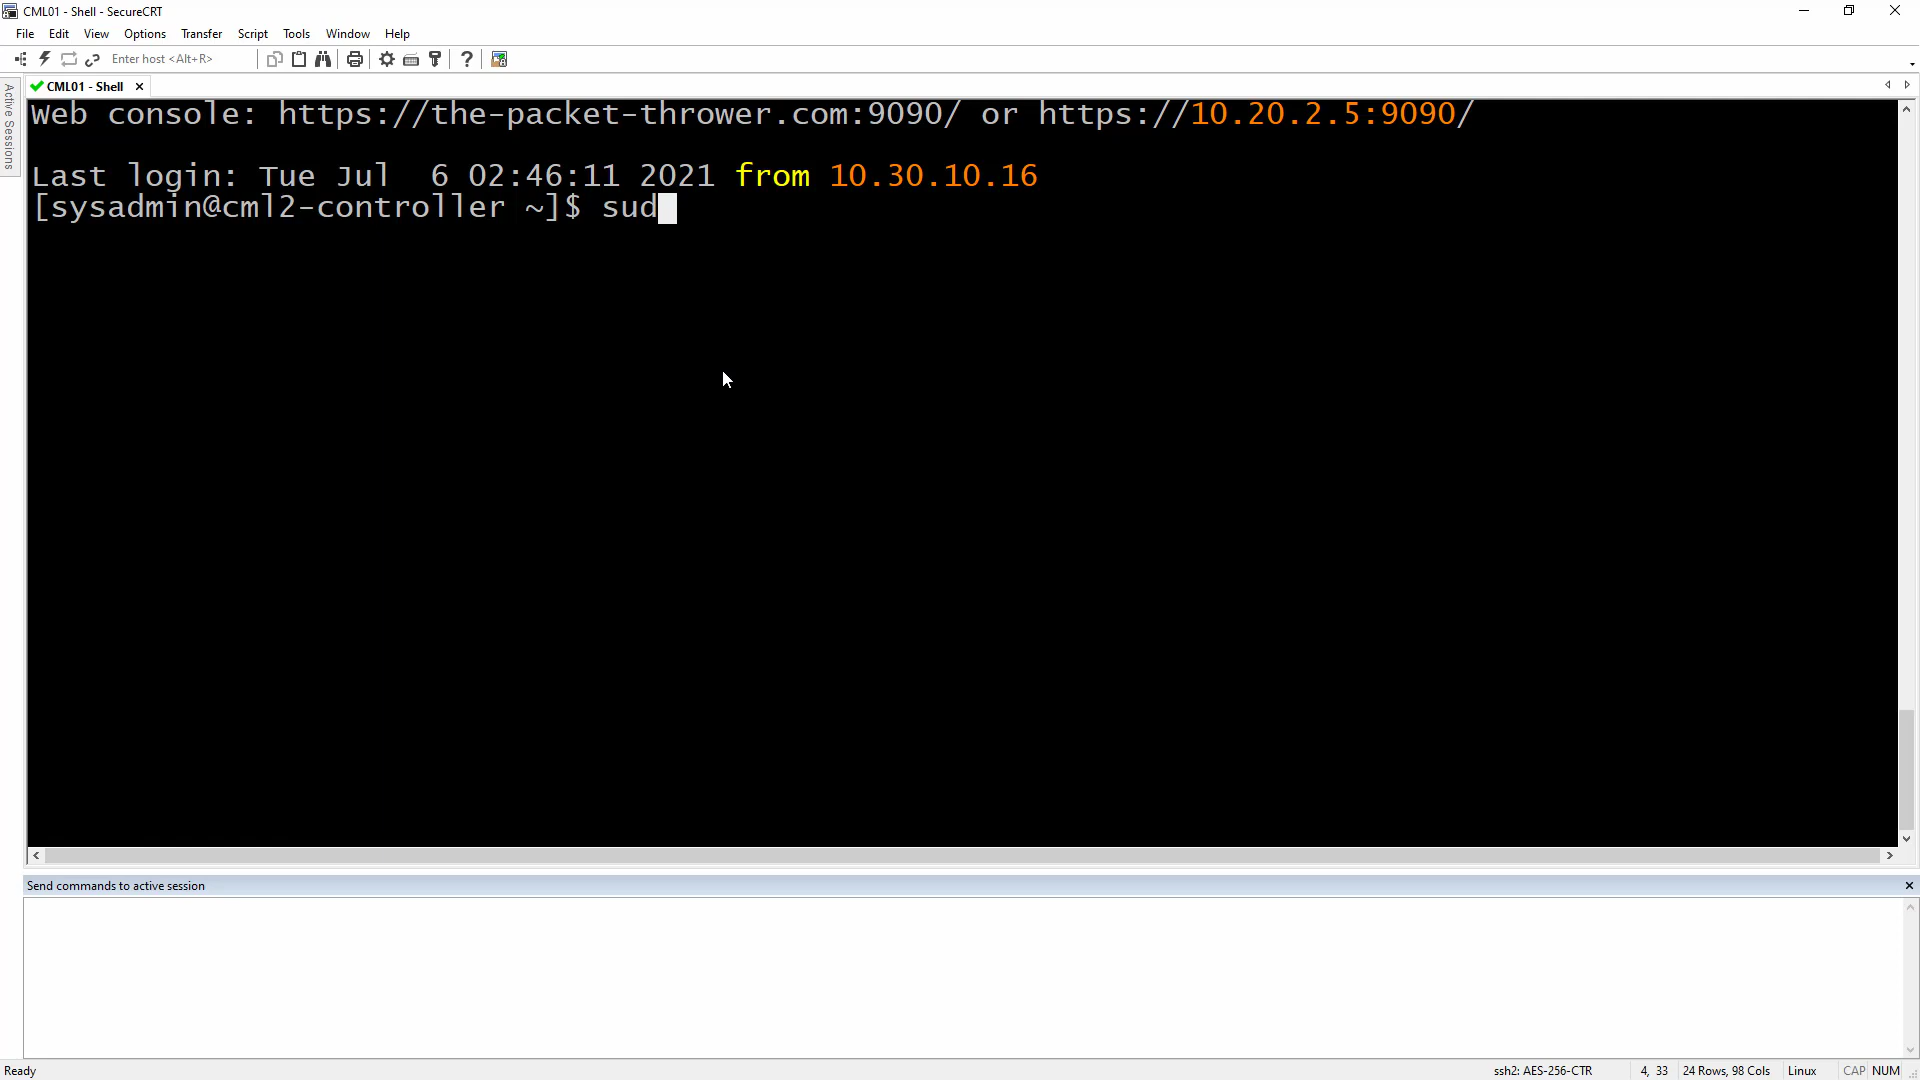 CML01 - Shell - SecureCRT
File Edit View Options Transfer Script Tools Window Help
Enter host <Alt+R>
Active Sessions
CML01 - Shell
Web console: https://the-packet-thrower.com:9090/ or https://10.20.2.5:9090/
Last login: Tue Jul  6 02:46:11 2021 from 10.30.10.16
[sysadmin@cml2-controller ~]$ sud
Send commands to active session
Ready ssh2: AES-256-CTR 4, 33 24 Rows, 98 Cols Linux CAP NUM